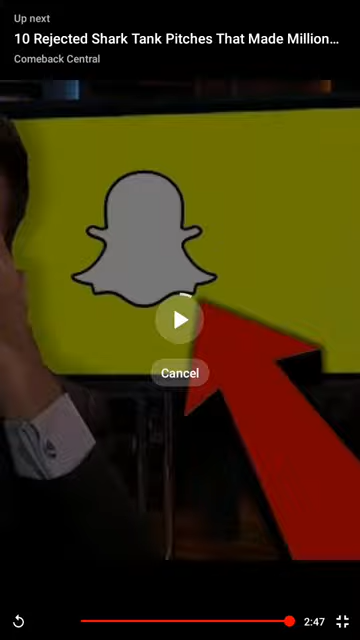 Up next
10 Rejected Shark Tank Pitches That Made Million…
Comeback Central
Cancel
2:47